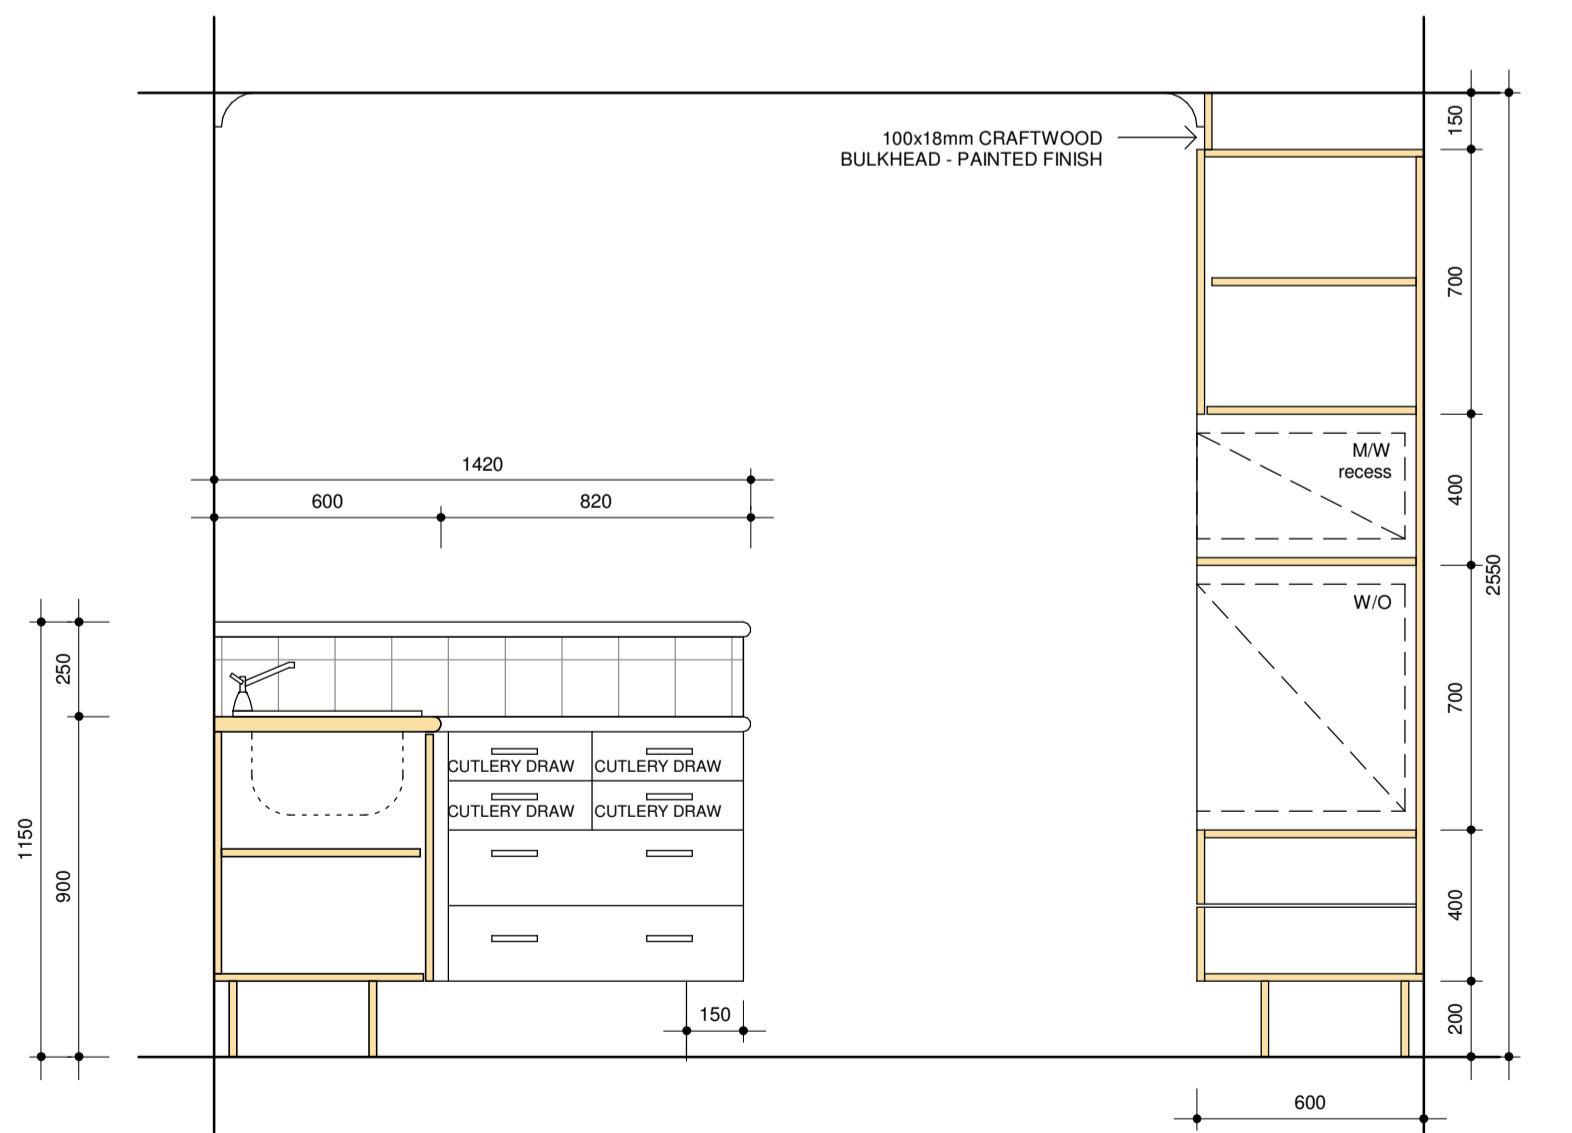 150
100x18mm CRAFTWOOD
BULKHEAD - PAINTED FINISH
700
1420
M/W
recess
600
820
400
2550
W/O
250
700
CUTLERY DRAW
CUTLERY DRAW
CUTLERY DRAW
CUTLERY DRAW
1150
900
400
150
200
600